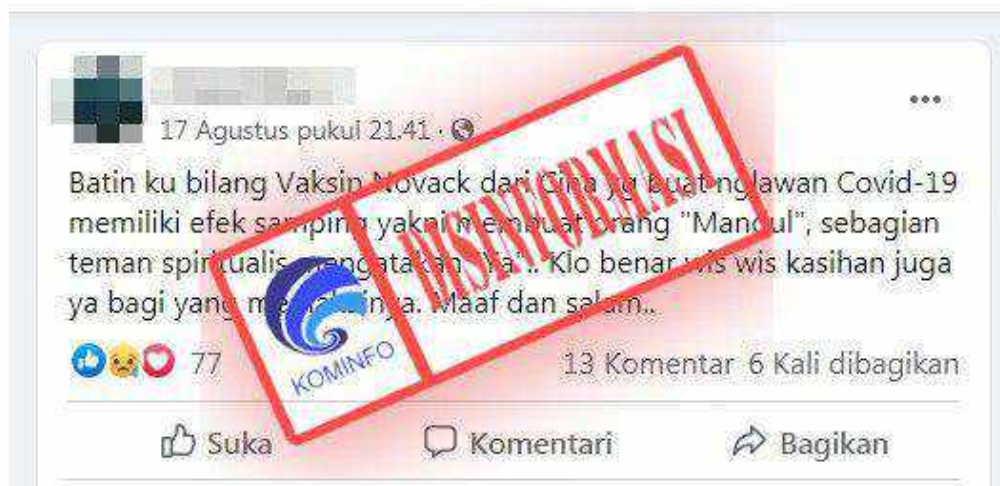 17 Agustus pukul 21.41
Batin ku bilang Vaksin Novack dari Cina yg buat nglawan Covid-19
memiliki efek samping yakni membuat orang "Mandul", sebagian
teman spiritualis mengatakan "Ya".. Klo benar wis wis kasihan juga
ya bagi yang memakainya. Maaf dan salam..
DISINFORMASI
KOMINFO
77 13 Komentar 6 Kali dibagikan
Suka Komentari Bagikan